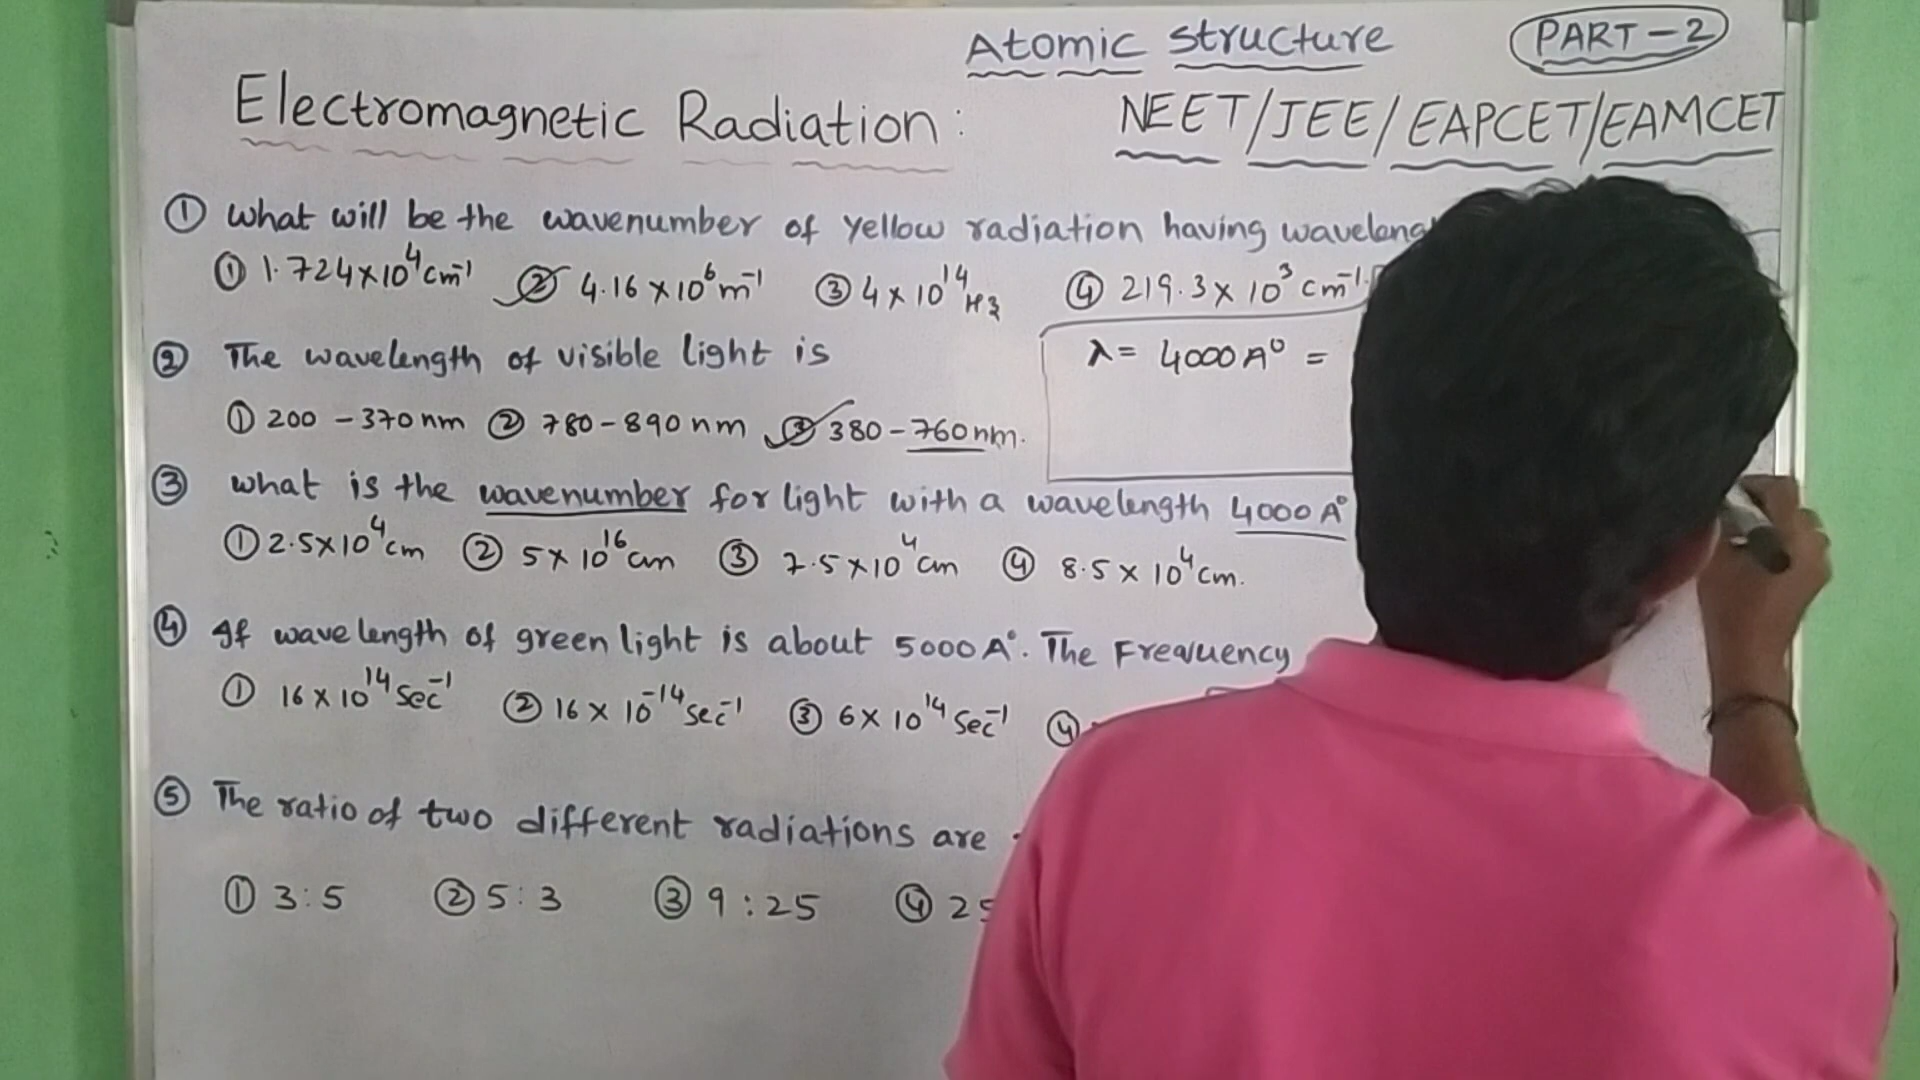 Atomic structure PART-2
Electromagnetic Radiation: NEET/JEE/EAPCET/EAMCET
① What will be the wavenumber of yellow radiation having
① 1.724×10⁴cm⁻¹ ② 4.16×10⁶m⁻¹ ③ 4×10¹⁴Hz ④ 219.3×10³cm⁻¹
② The wavelength of visible light is
λ= 4000A° =
① 200-370nm ② 780-890nm ③ 380-760nm.
③ what is the wavenumber for light with a wavelength 4000A°
① 2.5×10⁴cm ② 5×10¹⁶cm ③ 7.5×10⁴cm ④ 8.5×10⁴cm.
④ If wavelength of green light is about 5000A°. The Frequency
① 16×10¹⁴Sec⁻¹ ② 16×10⁻¹⁴Sec⁻¹ ③ 6×10¹⁴Sec⁻¹ ④
⑤ The ratio of two different radiations are
① 3:5 ② 5:3 ③ 9:25 ④